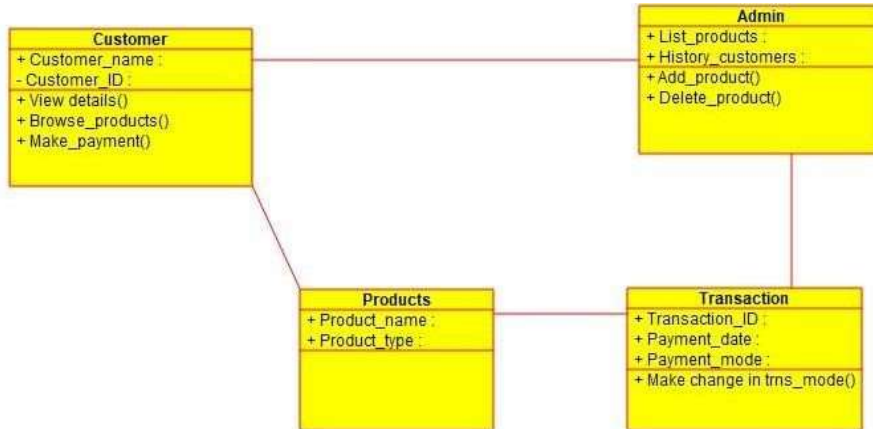 Customer
+ Customer_name :
- Customer_ID :
+ View details()
+ Browse_products()
+ Make_payment()
Admin
+ List_products :
+ History_customers :
+ Add_product()
+ Delete_product()
Products
+ Product_name :
+ Product_type :
Transaction
+ Transaction_ID :
+ Payment_date :
+ Payment_mode :
+ Make change in trns_mode()